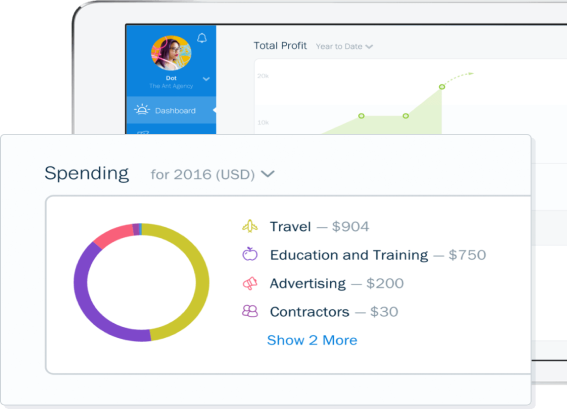 Total Profit Year to Date
20k
Dot
The Ant Agency
Dashboard
10k
Spending for 2016 (USD)
Travel — $904
Education and Training — $750
Advertising — $200
Contractors — $30
Show 2 More